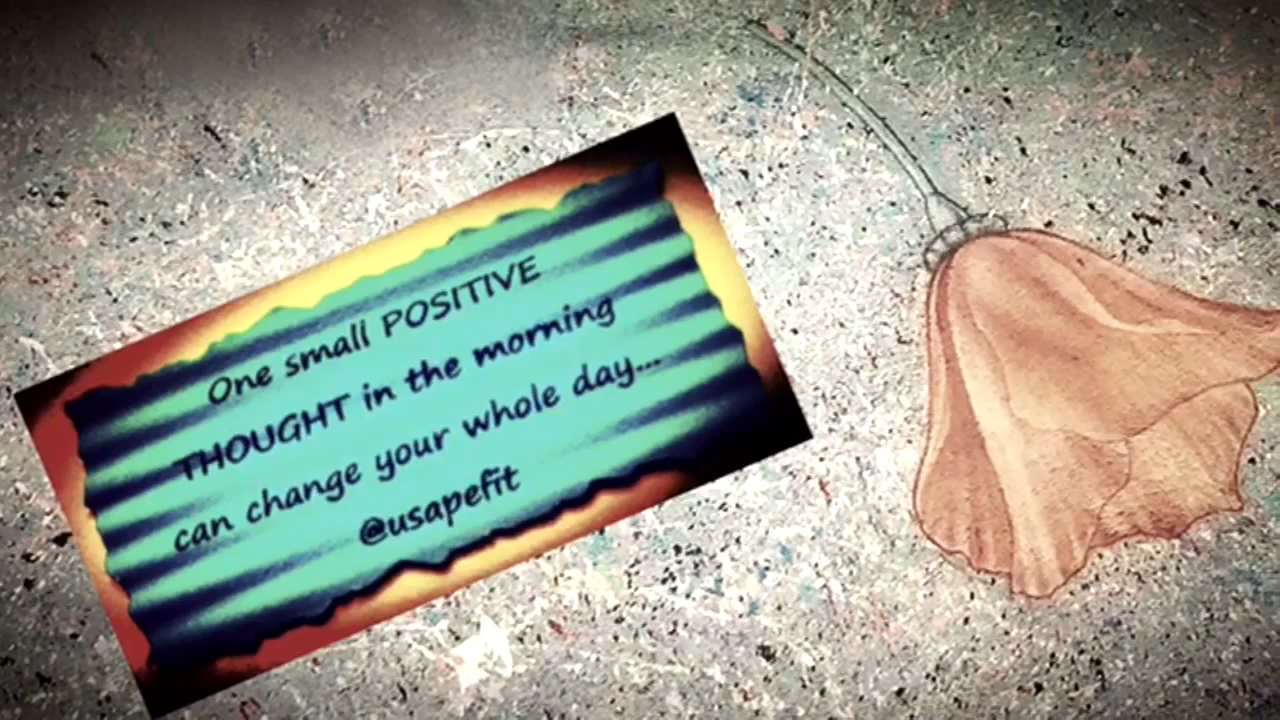 One small POSITIVE
THOUGHT in the morning
can change your whole day...
@usapefit